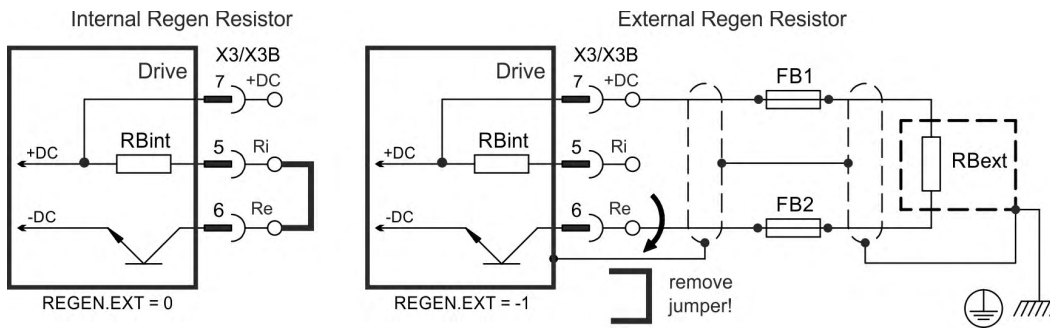 Internal Regen Resistor
X3/X3B
Drive
7
+DC
+DC
RBint
5
Ri
-DC
6
Re
REGEN.EXT = 0
External Regen Resistor
X3/X3B
Drive
7
+DC
FB1
+DC
RBint
5
Ri
RBext
-DC
6
Re
FB2
remove
jumper!
REGEN.EXT = -1